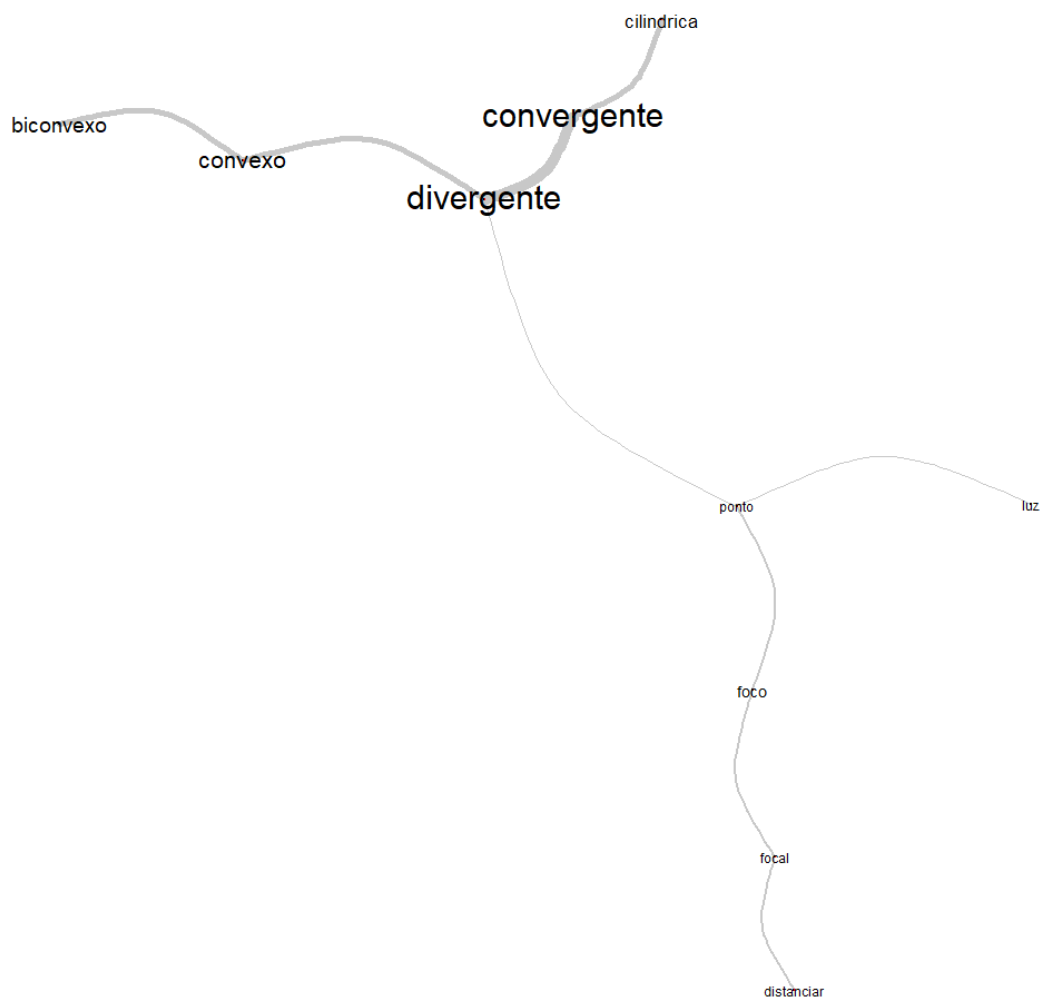 cilindrica
convergente
biconvexo
convexo
divergente
ponto
luz
foco
focal
distanciar